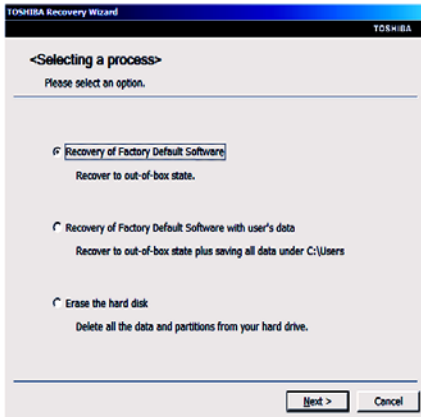 TOSHIBA Recovery Wizard
TOSHIBA
<Selecting a process>
Please select an option.
Recovery of Factory Default Software
Recover to out-of-box state.
Recovery of Factory Default Software with user's data
Recover to out-of-box state plus saving all data under C:\Users
Erase the hard disk
Delete all the data and partitions from your hard drive.
Next > Cancel